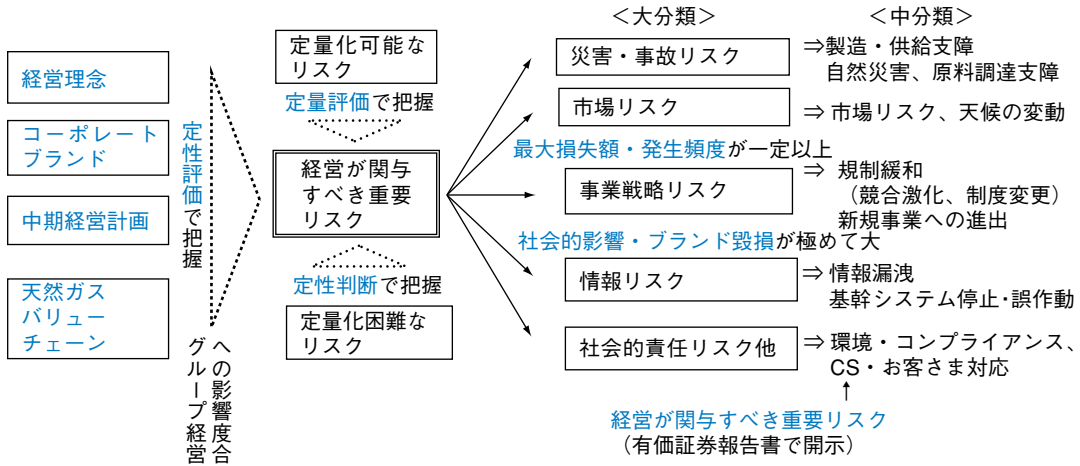 経営理念
コーポレート
ブランド
中期経営計画
天然ガス
バリュー
チェーン
定性評価で把握
グループ経営
への影響度合
定量化可能な
リスク
定量評価で把握
経営が関与
すべき重要
リスク
定性判断で把握
定量化困難な
リスク
＜大分類＞
＜中分類＞
災害・事故リスク
⇒製造・供給支障
自然災害、原料調達支障
市場リスク
⇒市場リスク、天候の変動
最大損失額・発生頻度が一定以上
事業戦略リスク
⇒ 規制緩和
（競合激化、制度変更）
新規事業への進出
社会的影響・ブランド毀損が極めて大
情報リスク
⇒情報漏洩
基幹システム停止･誤作動
社会的責任リスク他
⇒ 環境・コンプライアンス、
CS・お客さま対応
↑
経営が関与すべき重要リスク
（有価証券報告書で開示）